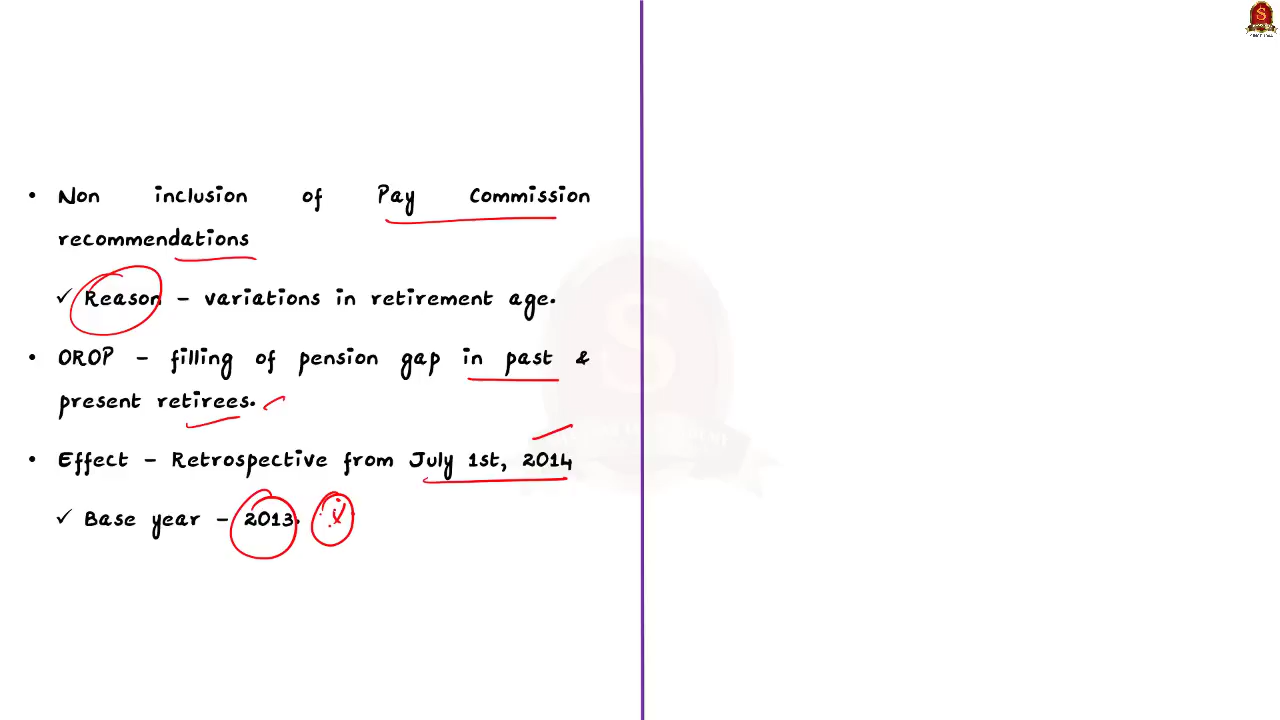 • Non inclusion of Pay Commission
recommendations
✓ Reason – variations in retirement age.
• OROP – filling of pension gap in past &
present retirees.
• Effect – Retrospective from July 1st, 2014
✓ Base year – 2013.